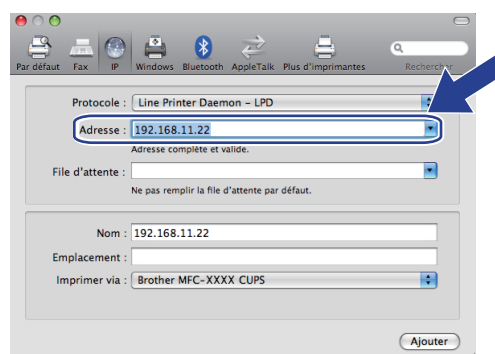 Par défaut Fax IP Windows Bluetooth AppleTalk Plus d'imprimantes Rechercher
Protocole : Line Printer Daemon – LPD
Adresse : 192.168.11.22
Adresse complète et valide.
File d'attente :
Ne pas remplir la file d'attente par défaut.
Nom : 192.168.11.22
Emplacement :
Imprimer via : Brother MFC-XXXX CUPS
Ajouter